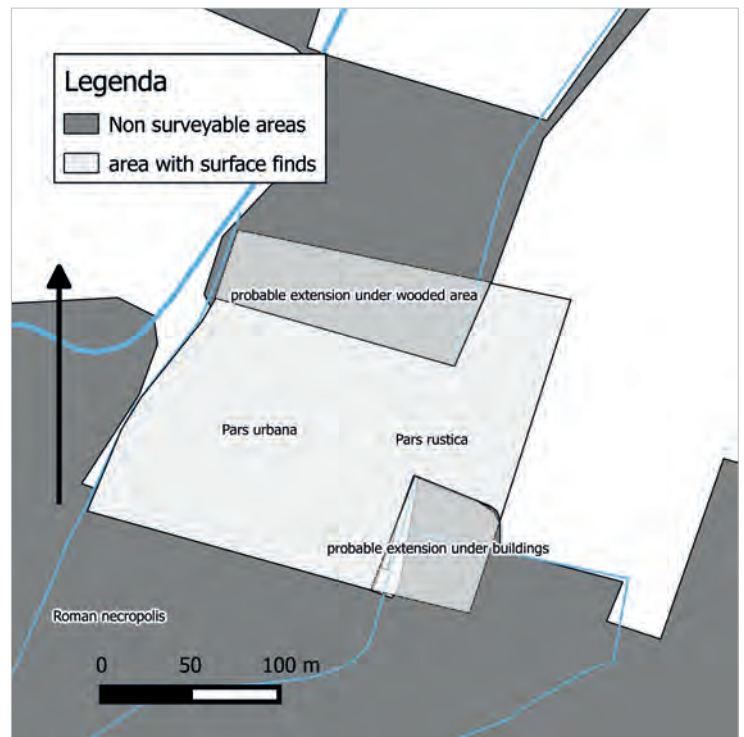 Legenda
Non surveyable areas
area with surface finds
probable extension under wooded area
Pars urbana
Pars rustica
probable extension under buildings
Roman necropolis
0 50 100 m